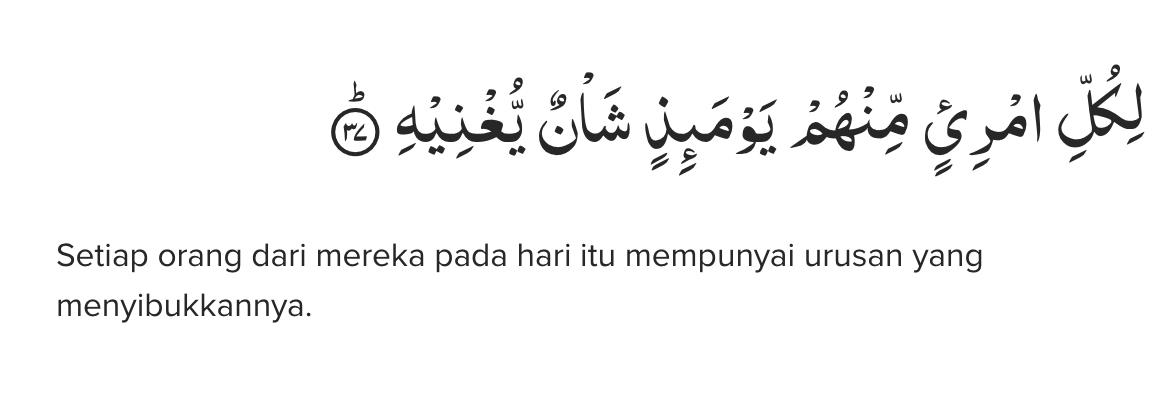 لِكُلِّ امْرِئٍ مِّنْهُمْ يَوْمَىِٕذٍ شَأْنٌ يُّغْنِيْهِۗ ٣٧
Setiap orang dari mereka pada hari itu mempunyai urusan yang
menyibukkannya.